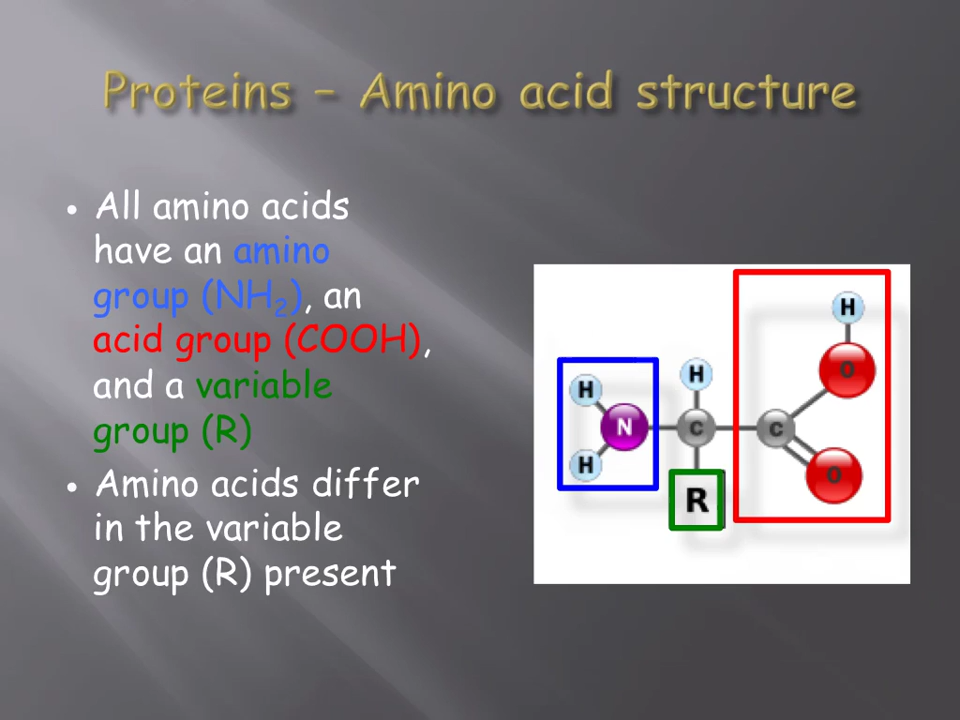 Proteins – Amino acid structure
• All amino acids
have an amino
group (NH₂), an
acid group (COOH),
and a variable
group (R)
• Amino acids differ
in the variable
group (R) present
H
O
H
H
N
C
C
H
O
R